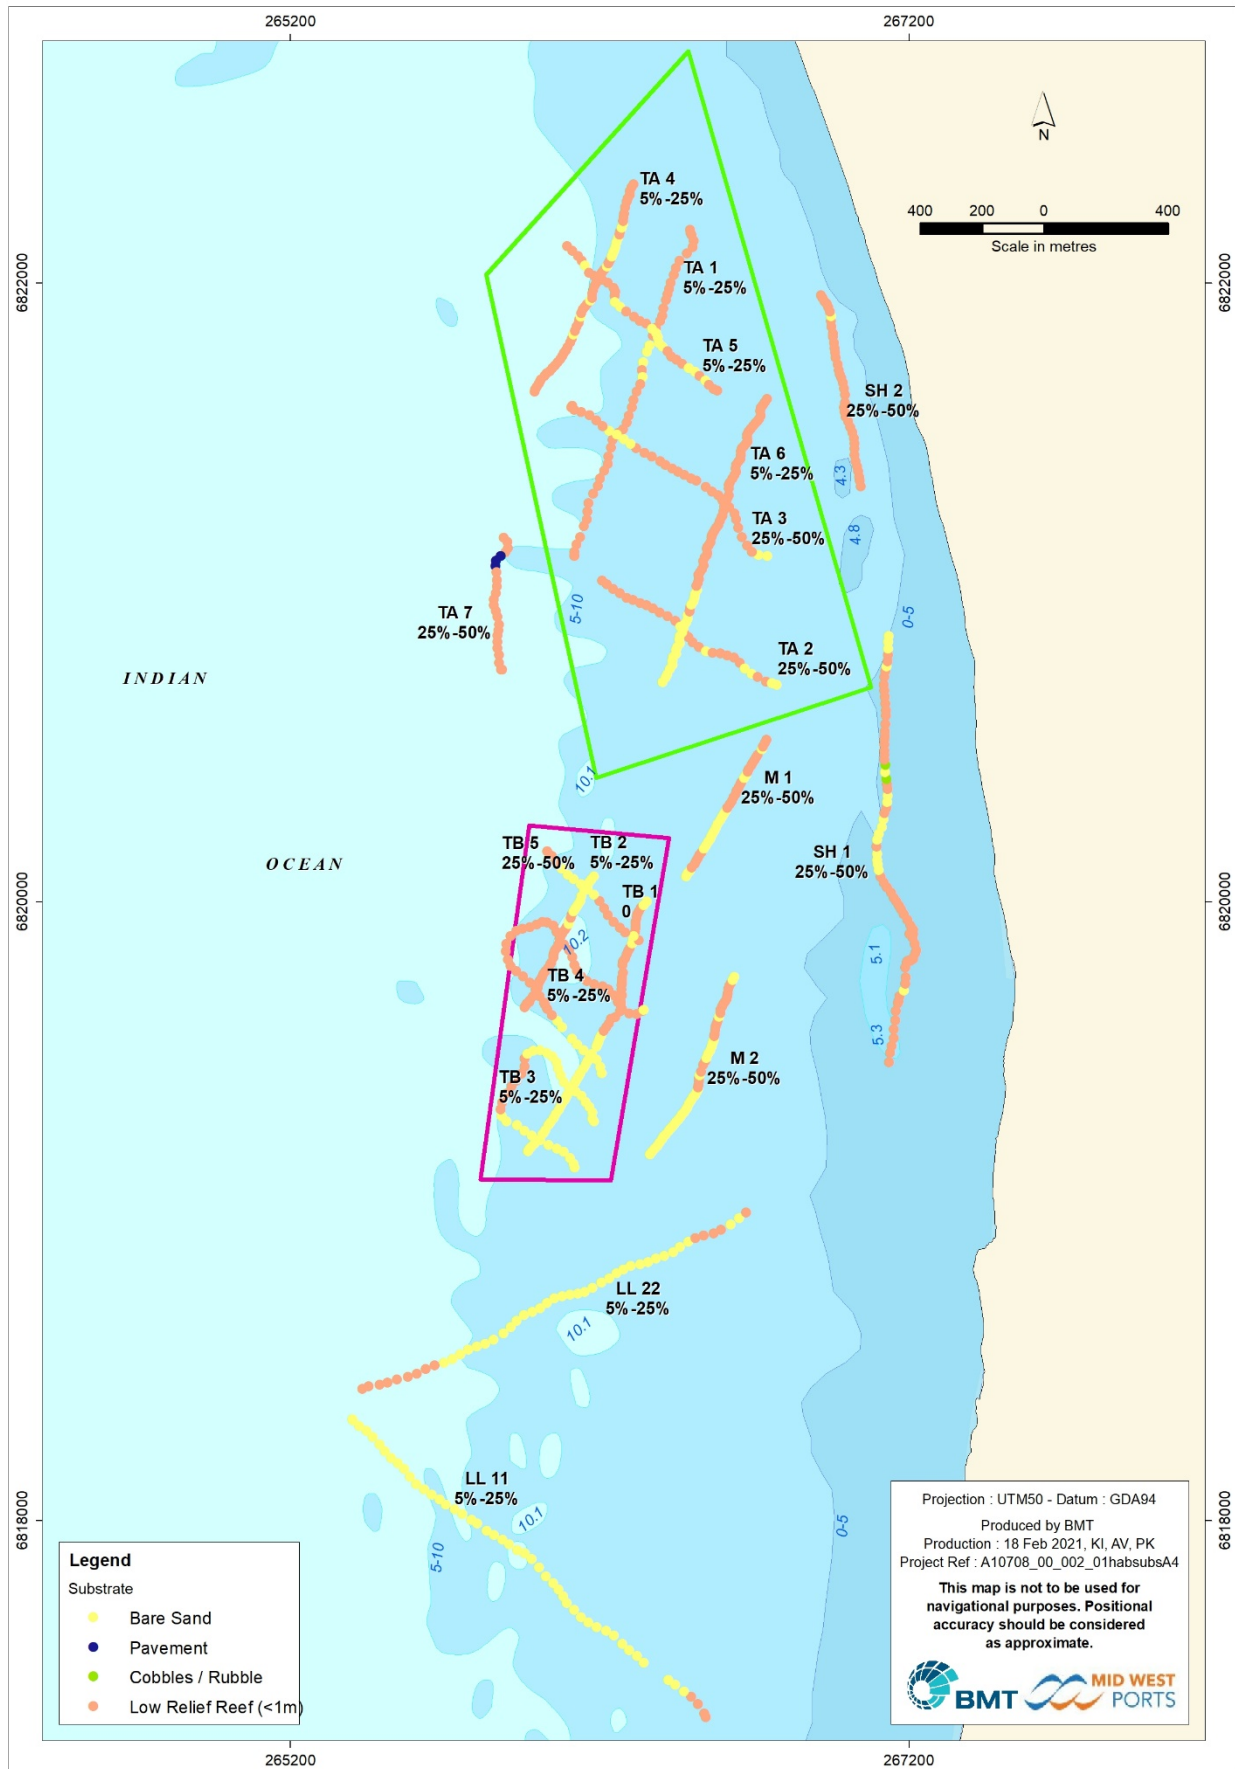 265200
267200
N
400 200 0 400
Scale in metres
TA 4
5% -25%
TA 1
5% -25%
6822000
6822000
TA 5
5% -25%
SH 2
25% -50%
TA 6
5% -25%
4.3
TA 3
25% -50%
4.8
TA 7
25% -50%
5-10
0-5
TA 2
25% -50%
INDIAN
10.1
M 1
25% -50%
OCEAN
TB 5
25% -50%
TB 2
5% -25%
TB 1
0
SH 1
25% -50%
6820000
6820000
10.2
5.1
TB 4
5% -25%
5.3
M 2
25% -50%
TB 3
5% -25%
LL 22
5% -25%
10.1
LL 11
5% -25%
10.1
5-10
0-5
6818000
6818000
Legend
Substrate
Bare Sand
Pavement
Cobbles / Rubble
Low Relief Reef (<1m)
Projection : UTM50 - Datum : GDA94
Produced by BMT
Production : 18 Feb 2021, KI, AV, PK
Project Ref : A10708_00_002_01habsubsA4
This map is not to be used for
navigational purposes. Positional
accuracy should be considered
as approximate.
BMT
MID WEST
PORTS
265200
267200